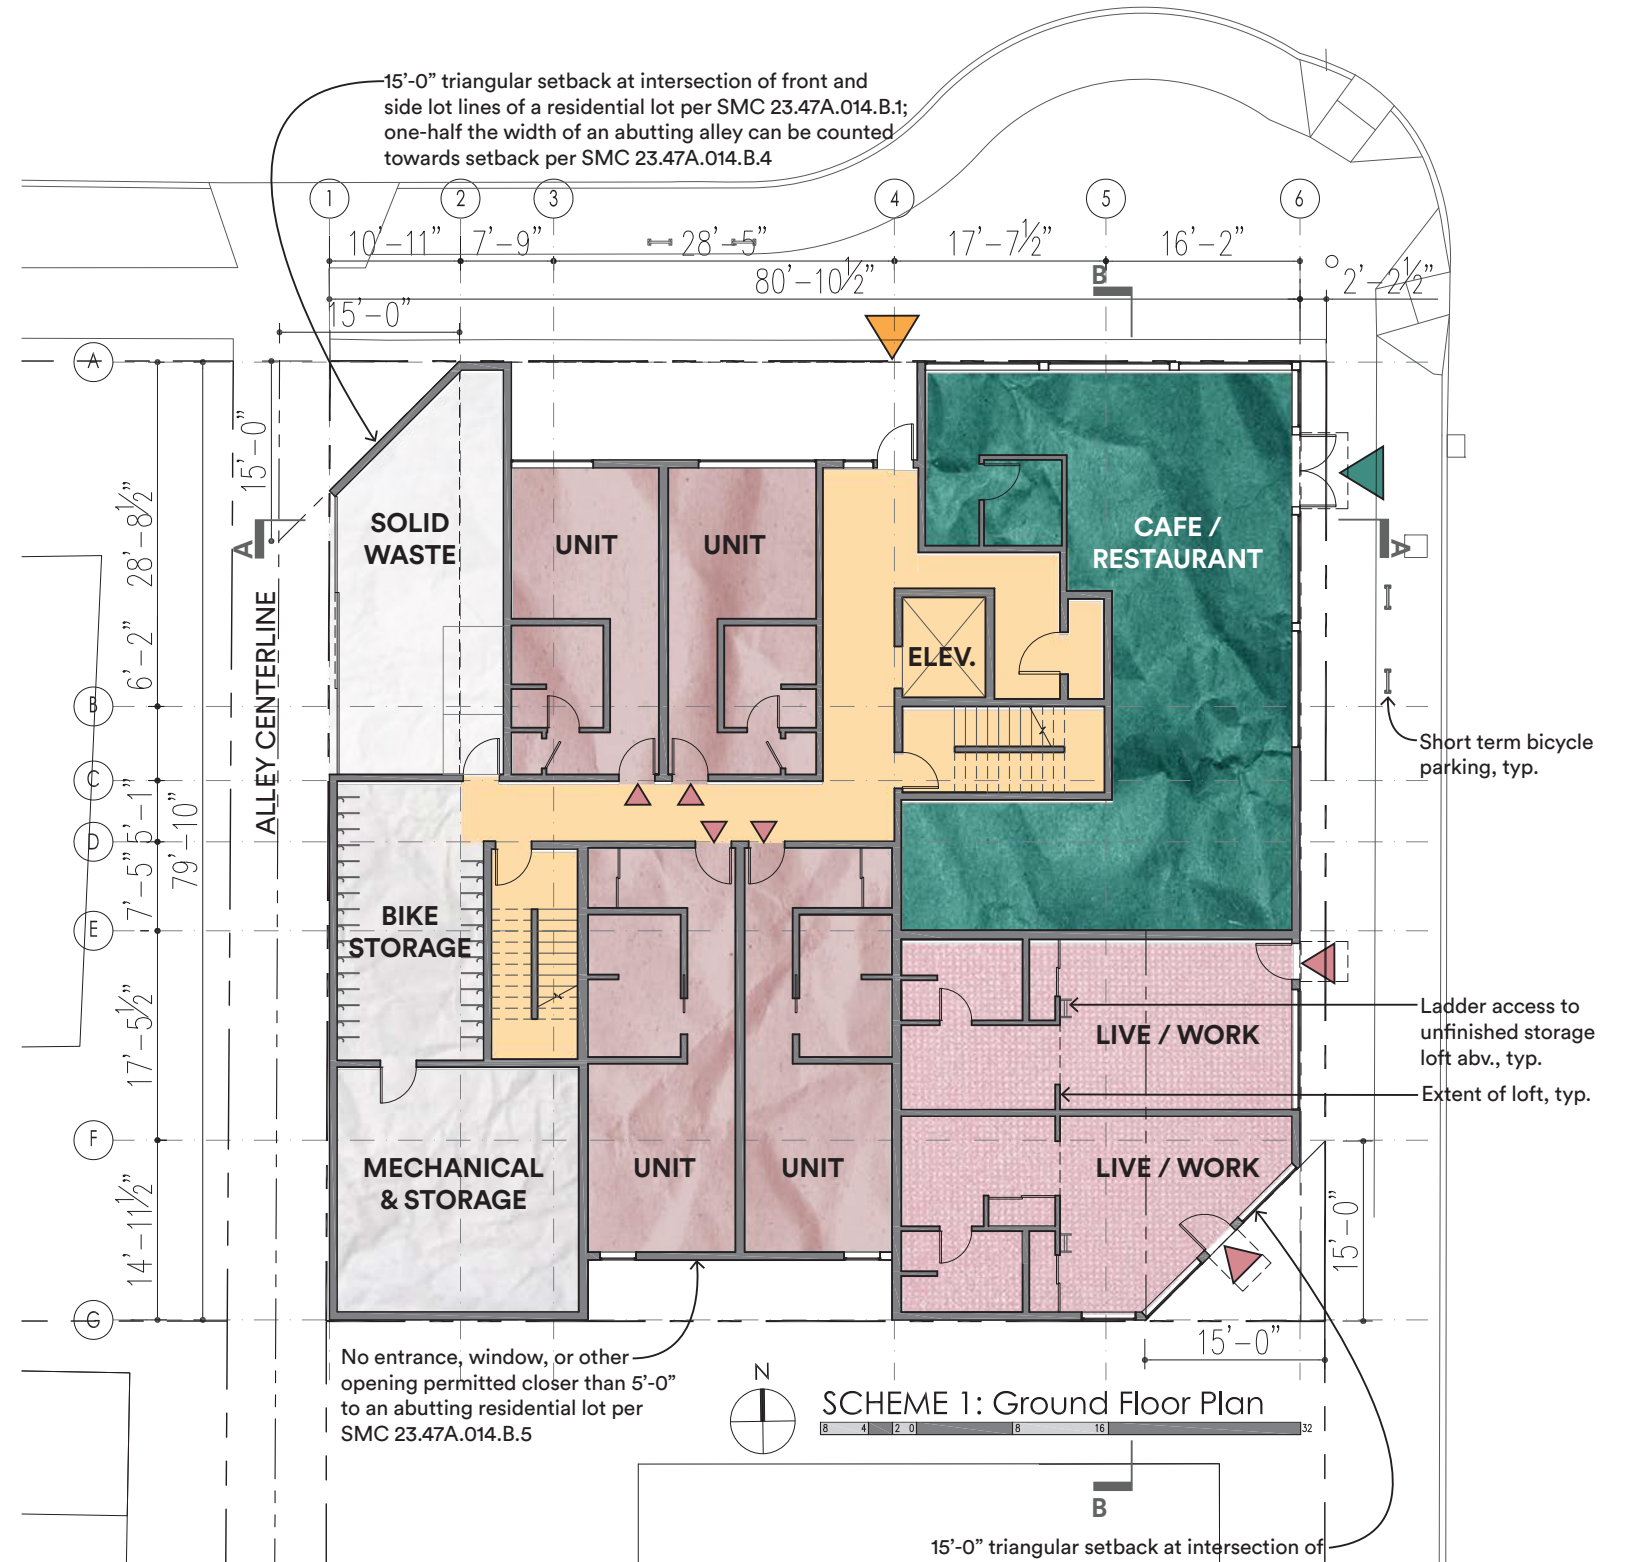 15'-0" triangular setback at intersection of front and
side lot lines of a residential lot per SMC 23.47A.014.B.1;
one-half the width of an abutting alley can be counted
towards setback per SMC 23.47A.014.B.4
1 2 3 4 5 6
10'-11" 7'-9" 28'-5" 17'-7½" 16'-2"
80'-10½" 2'-2½"
15'-0"
B
A
15'-0"
28'-8½"
6'-2"
5'-1"
7'-5"
17'-5½"
14'-11½"
79'-10"
A
A
ALLEY CENTERLINE
B
C
D
E
F
G
SOLID
WASTE
UNIT
UNIT
CAFE /
RESTAURANT
ELEV.
Short term bicycle
parking, typ.
BIKE
STORAGE
LIVE / WORK
Ladder access to
unfinished storage
loft abv., typ.
Extent of loft, typ.
MECHANICAL
& STORAGE
UNIT
UNIT
LIVE / WORK
15'-0"
15'-0"
No entrance, window, or other
opening permitted closer than 5'-0"
to an abutting residential lot per
SMC 23.47A.014.B.5
N
SCHEME 1: Ground Floor Plan
8 4 2 0 8 16 32
B
15'-0" triangular setback at intersection of